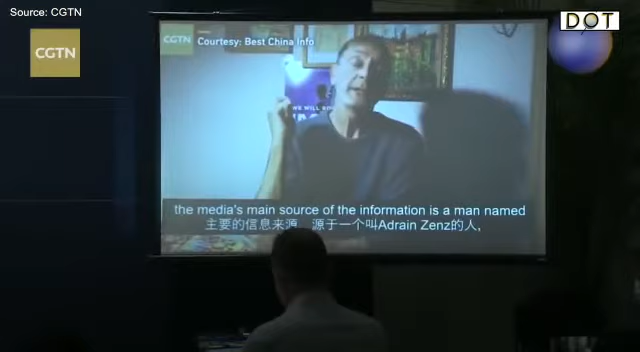 Source: CGTN
CGTN
DOT
CGTN
Courtesy: Best China Info
WE WILL
the media's main source of the information is a man named
主要的信息来源，源于一个叫Adrain Zenz的人,